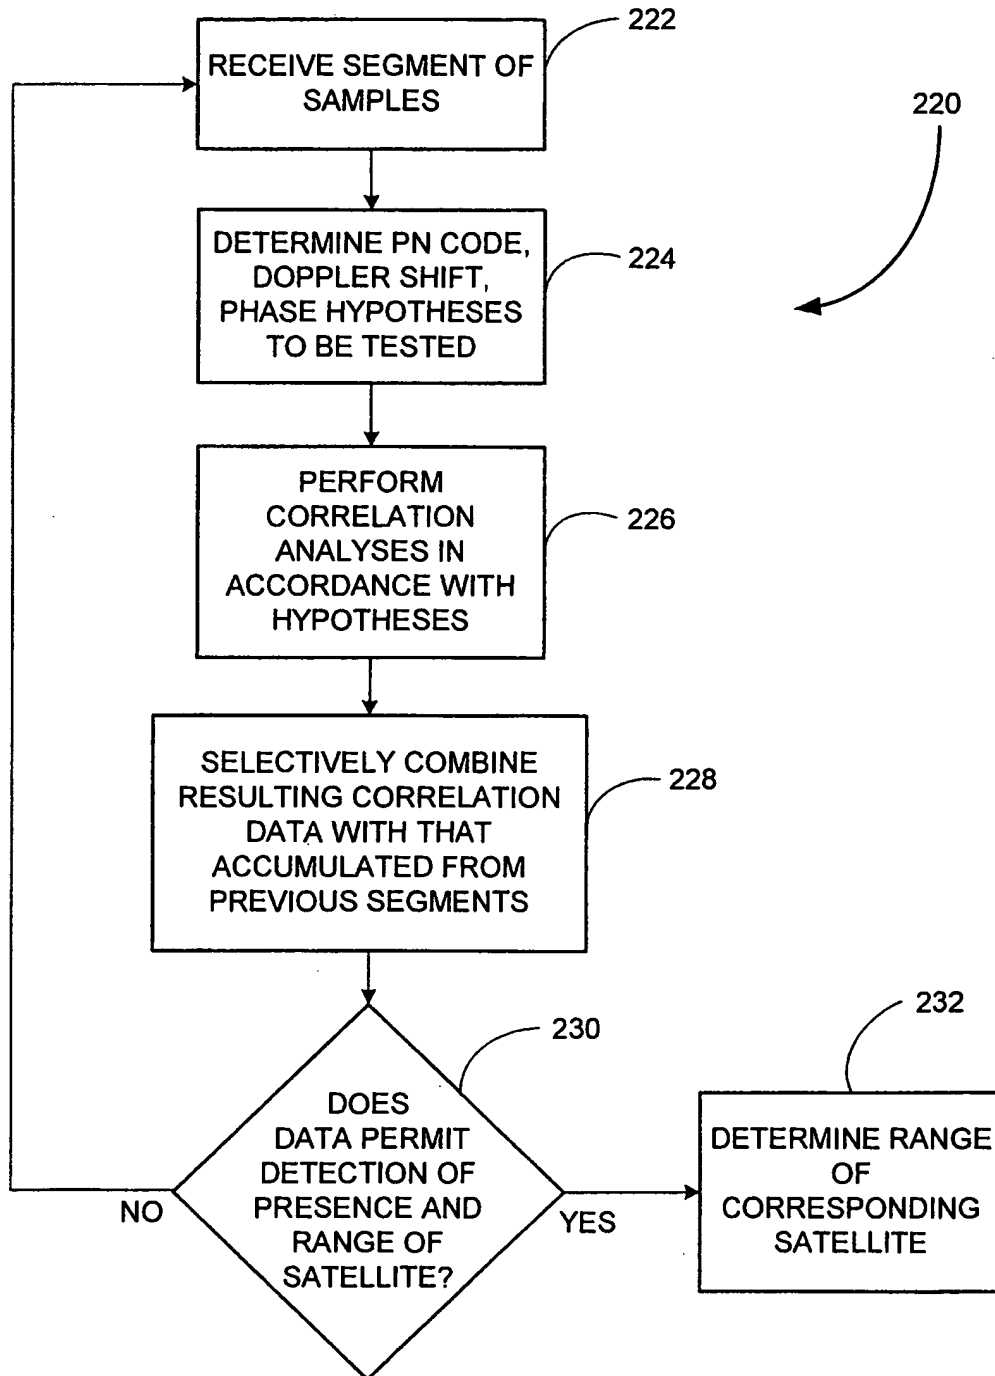 222
RECEIVE SEGMENT OF
SAMPLES
220
224
DETERMINE PN CODE,
DOPPLER SHIFT,
PHASE HYPOTHESES
TO BE TESTED
226
PERFORM
CORRELATION
ANALYSES IN
ACCORDANCE WITH
HYPOTHESES
228
SELECTIVELY COMBINE
RESULTING CORRELATION
DATA WITH THAT
ACCUMULATED FROM
PREVIOUS SEGMENTS
230
DOES
DATA PERMIT
DETECTION OF
PRESENCE AND
RANGE OF
SATELLITE?
NO
YES
232
DETERMINE RANGE
OF
CORRESPONDING
SATELLITE